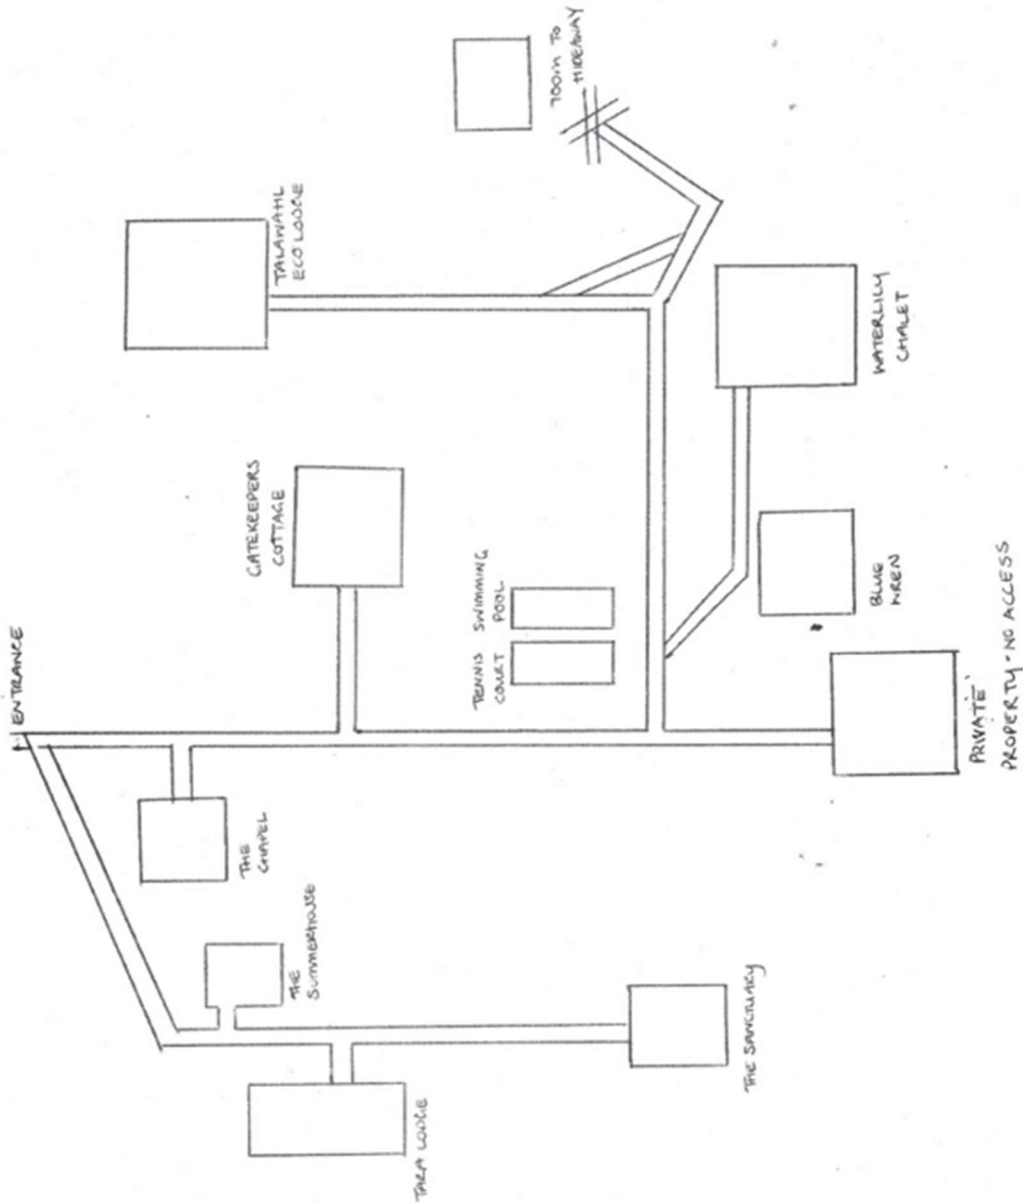 ENTRANCE
TALAWAHL
ECO LODGE
700m TO
HIDEAWAY
GATEKEEPERS
COTTAGE
WATERLILY
CHALET
TENNIS
COURT
SWIMMING
POOL
BLUE
WREN
THE
CHAPEL
THE
SUMMERHOUSE
PRIVATE
PROPERTY - NO ACCESS
TARA LODGE
THE SANCTUARY